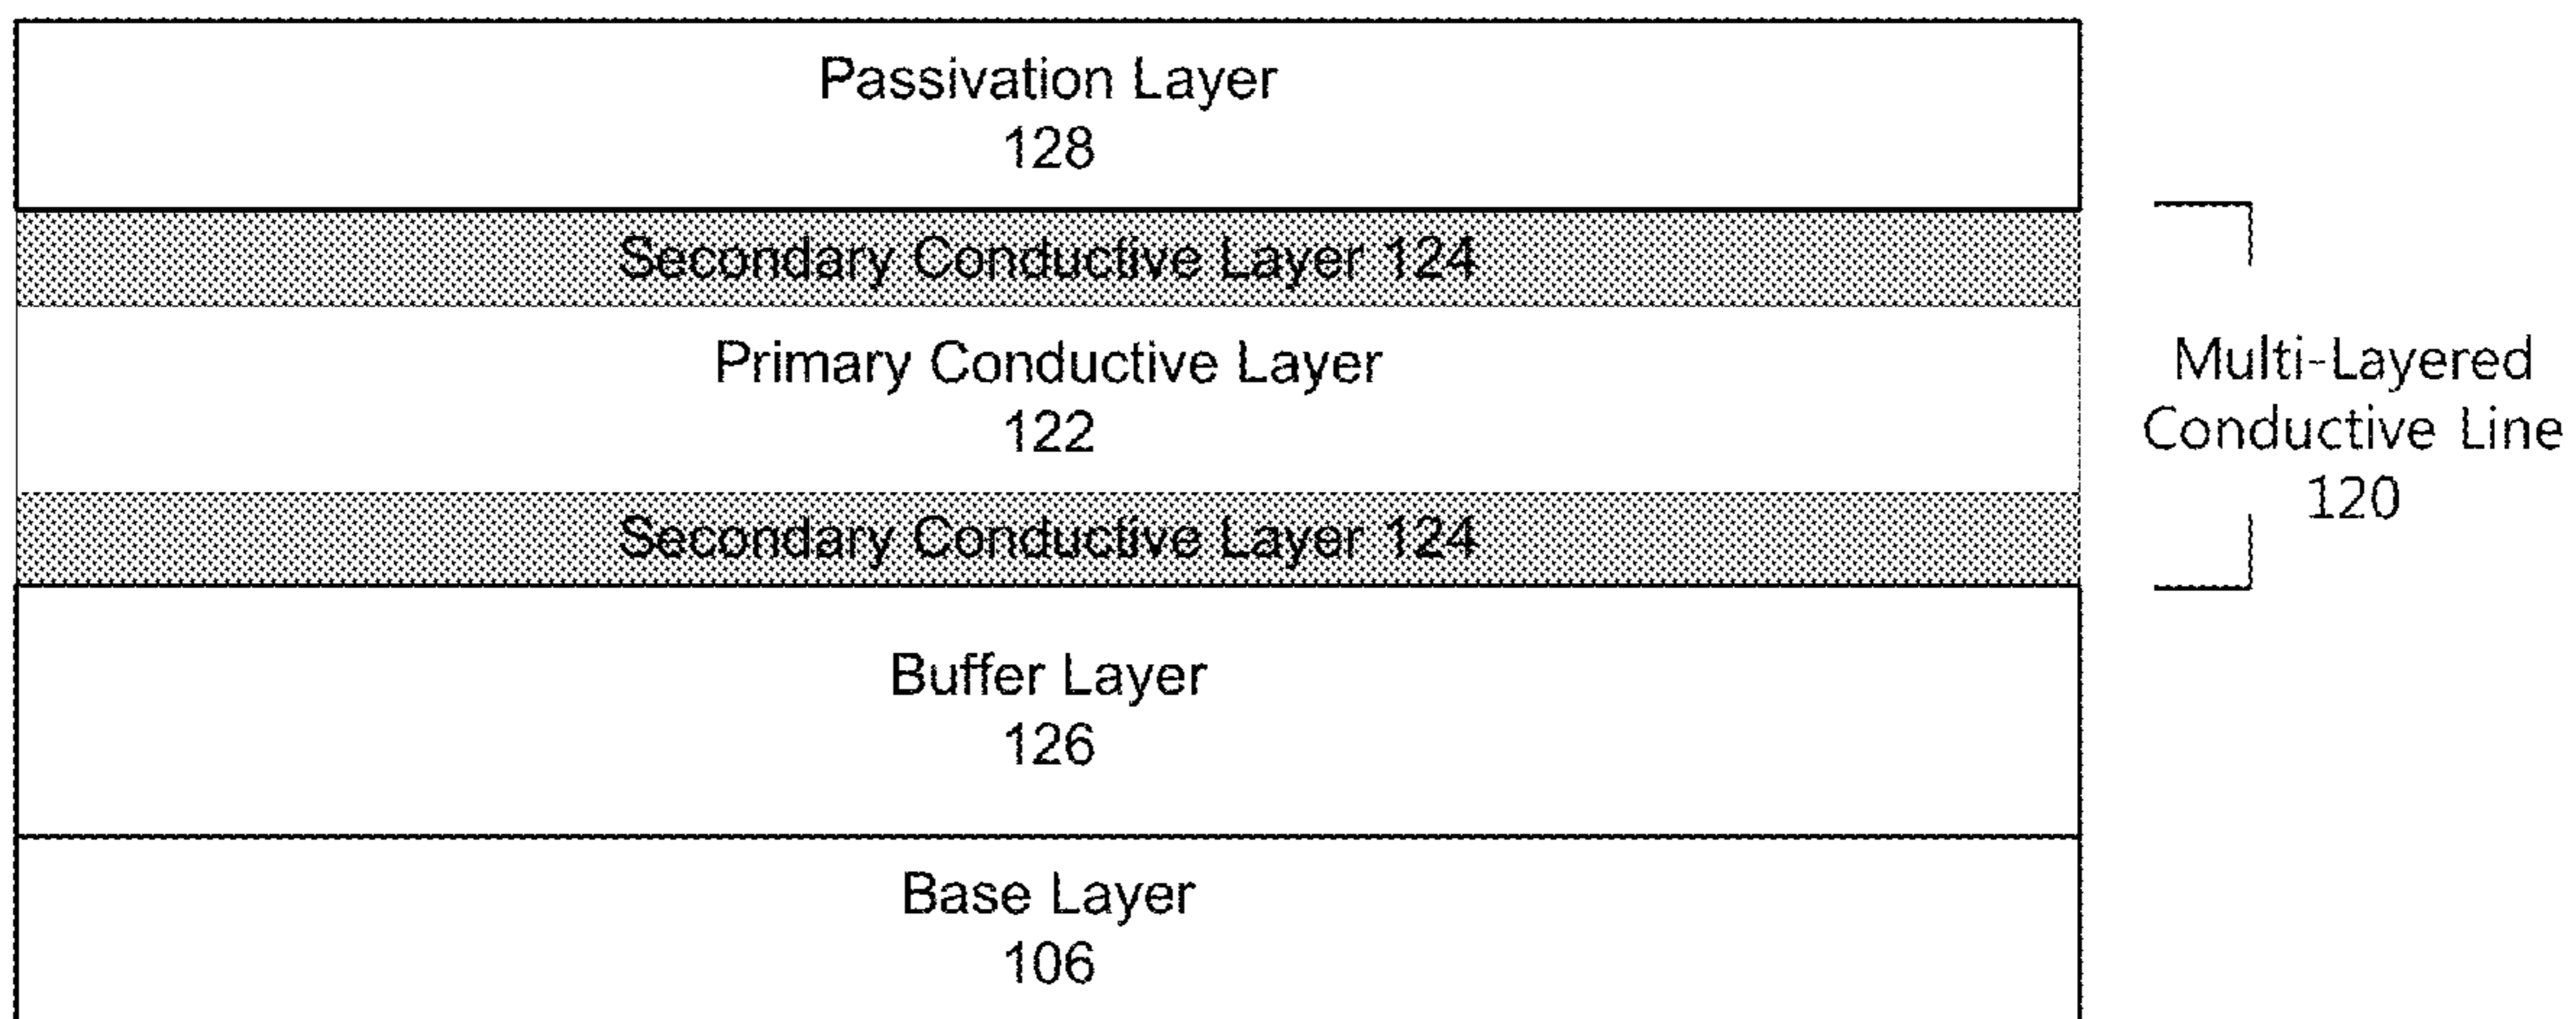 Passivation Layer
128
Secondary Conductive Layer 124
Primary Conductive Layer
122
Secondary Conductive Layer 124
Multi-Layered
Conductive Line
120
Buffer Layer
126
Base Layer
106